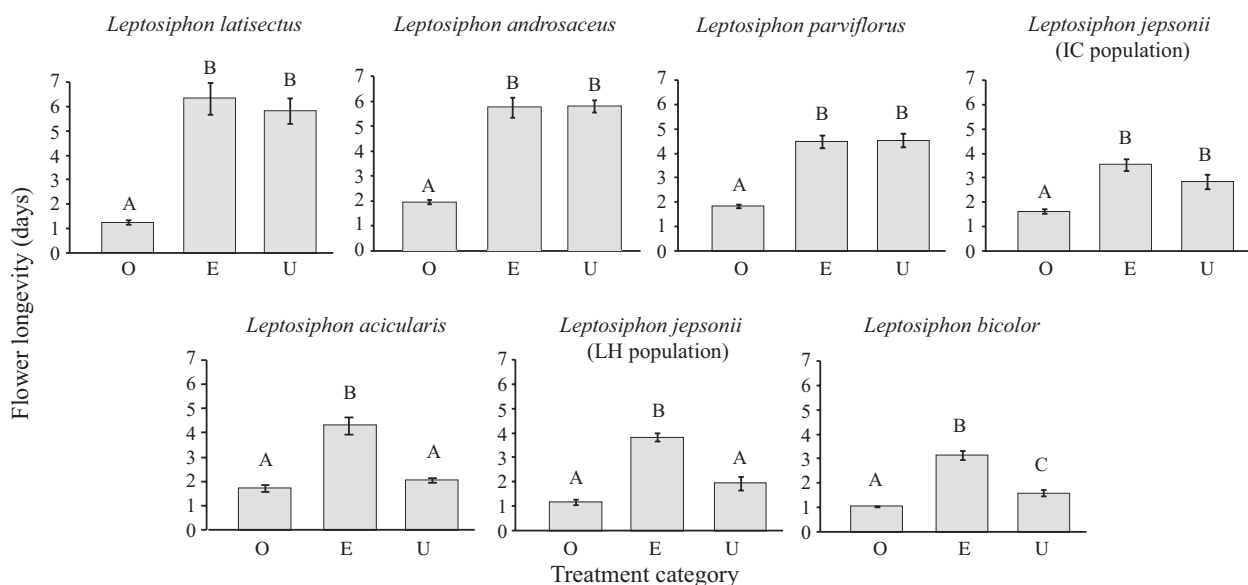 Leptosiphon latisectus
Leptosiphon androsaceus
Leptosiphon parviflorus
Leptosiphon jepsonii
(IC population)
7
6
5
4
3
2
1
0
A
B
B
O
E
U
7
6
5
4
3
2
1
0
A
B
B
O
E
U
7
6
5
4
3
2
1
0
A
B
B
O
E
U
7
6
5
4
3
2
1
0
A
B
B
O
E
U
Flower longevity (days)
Leptosiphon acicularis
Leptosiphon jepsonii
(LH population)
Leptosiphon bicolor
7
6
5
4
3
2
1
0
A
B
A
O
E
U
7
6
5
4
3
2
1
0
A
B
A
O
E
U
7
6
5
4
3
2
1
0
A
B
C
O
E
U
Treatment category